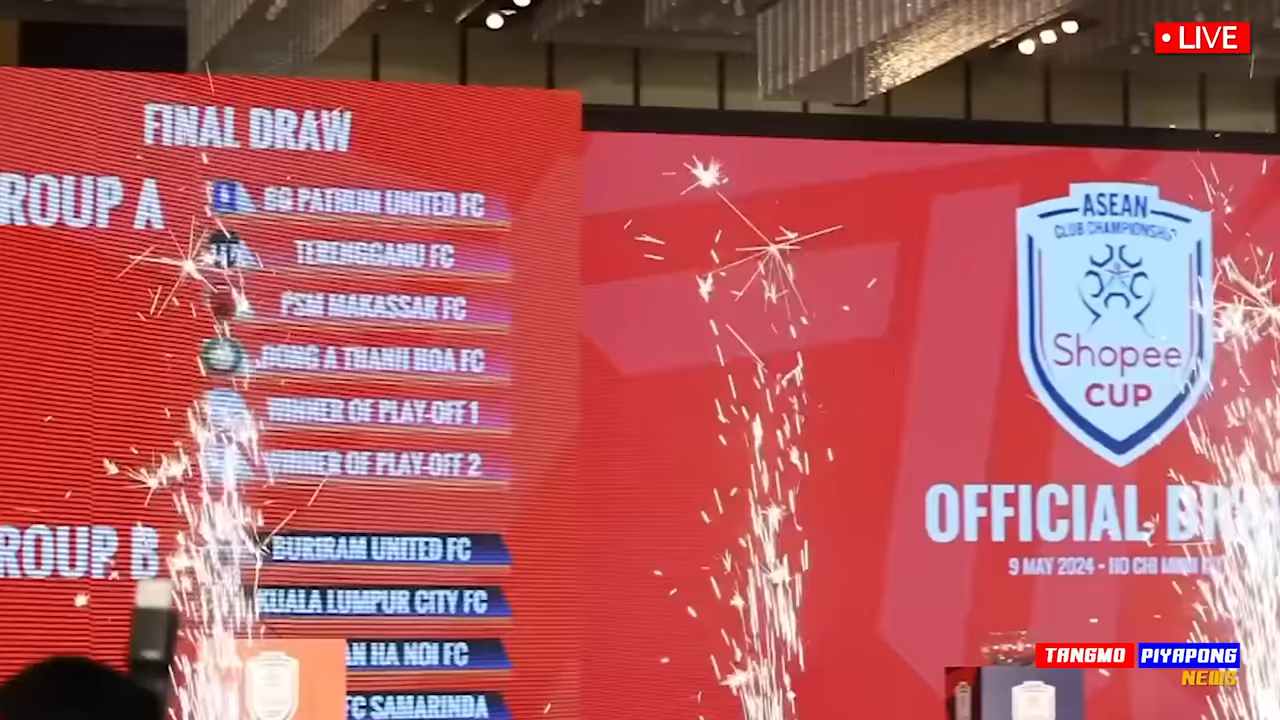 LIVE
FINAL DRAW
ROUP A
BG PATHUM UNITED FC
TERENGGANU FC
PSM MAKASSAR FC
DONG A THANH HOA FC
WINNER OF PLAY-OFF 1
WINNER OF PLAY-OFF 2
ROUP B
BURIRAM UNITED FC
KUALA LUMPUR CITY FC
AN HA NOI FC
FC SAMARINDA
ASEAN
CLUB CHAMPIONSHIP
Shopee
CUP
OFFICIAL DR
9 MAY 2024 - HO CHI MINH
TANGMO PIYAPONG
NEWS